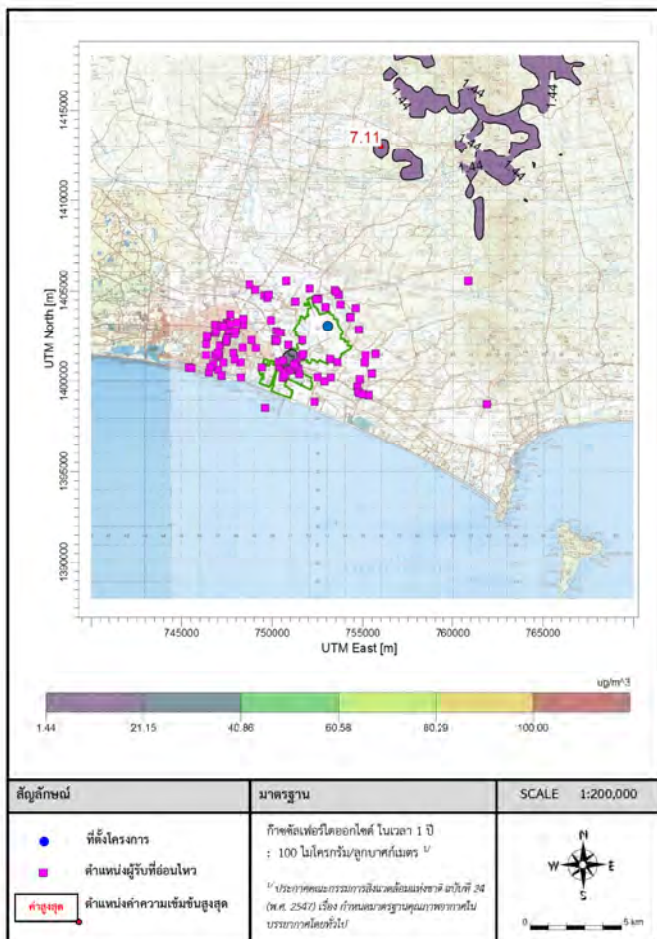 1.44
1.44
1.44
7.11
1.44
1.44
1.44
1415000
1410000
1405000
1400000
1395000
1390000
UTM North [m]
745000
750000
755000
760000
765000
UTM East [m]
ug/m^3
1.44
21.15
40.86
60.58
80.29
100.00
สัญลักษณ์
มาตรฐาน
SCALE 1:200,000
ที่ตั้งโครงการ
ตำแหน่งผู้รับที่อ่อนไหว
ค่าสูงสุด
ตำแหน่งค่าความเข้มข้นสูงสุด
ก๊าซซัลเฟอร์ไดออกไซด์ ในเวลา 1 ปี
: 100 ไมโครกรัม/ลูกบาศก์เมตร 1/
1/ ประกาศคณะกรรมการสิ่งแวดล้อมแห่งชาติ ฉบับที่ 24
(พ.ศ. 2547) เรื่อง กำหนดมาตรฐานคุณภาพอากาศใน
บรรยากาศโดยทั่วไป
N
W E
S
0 5 km